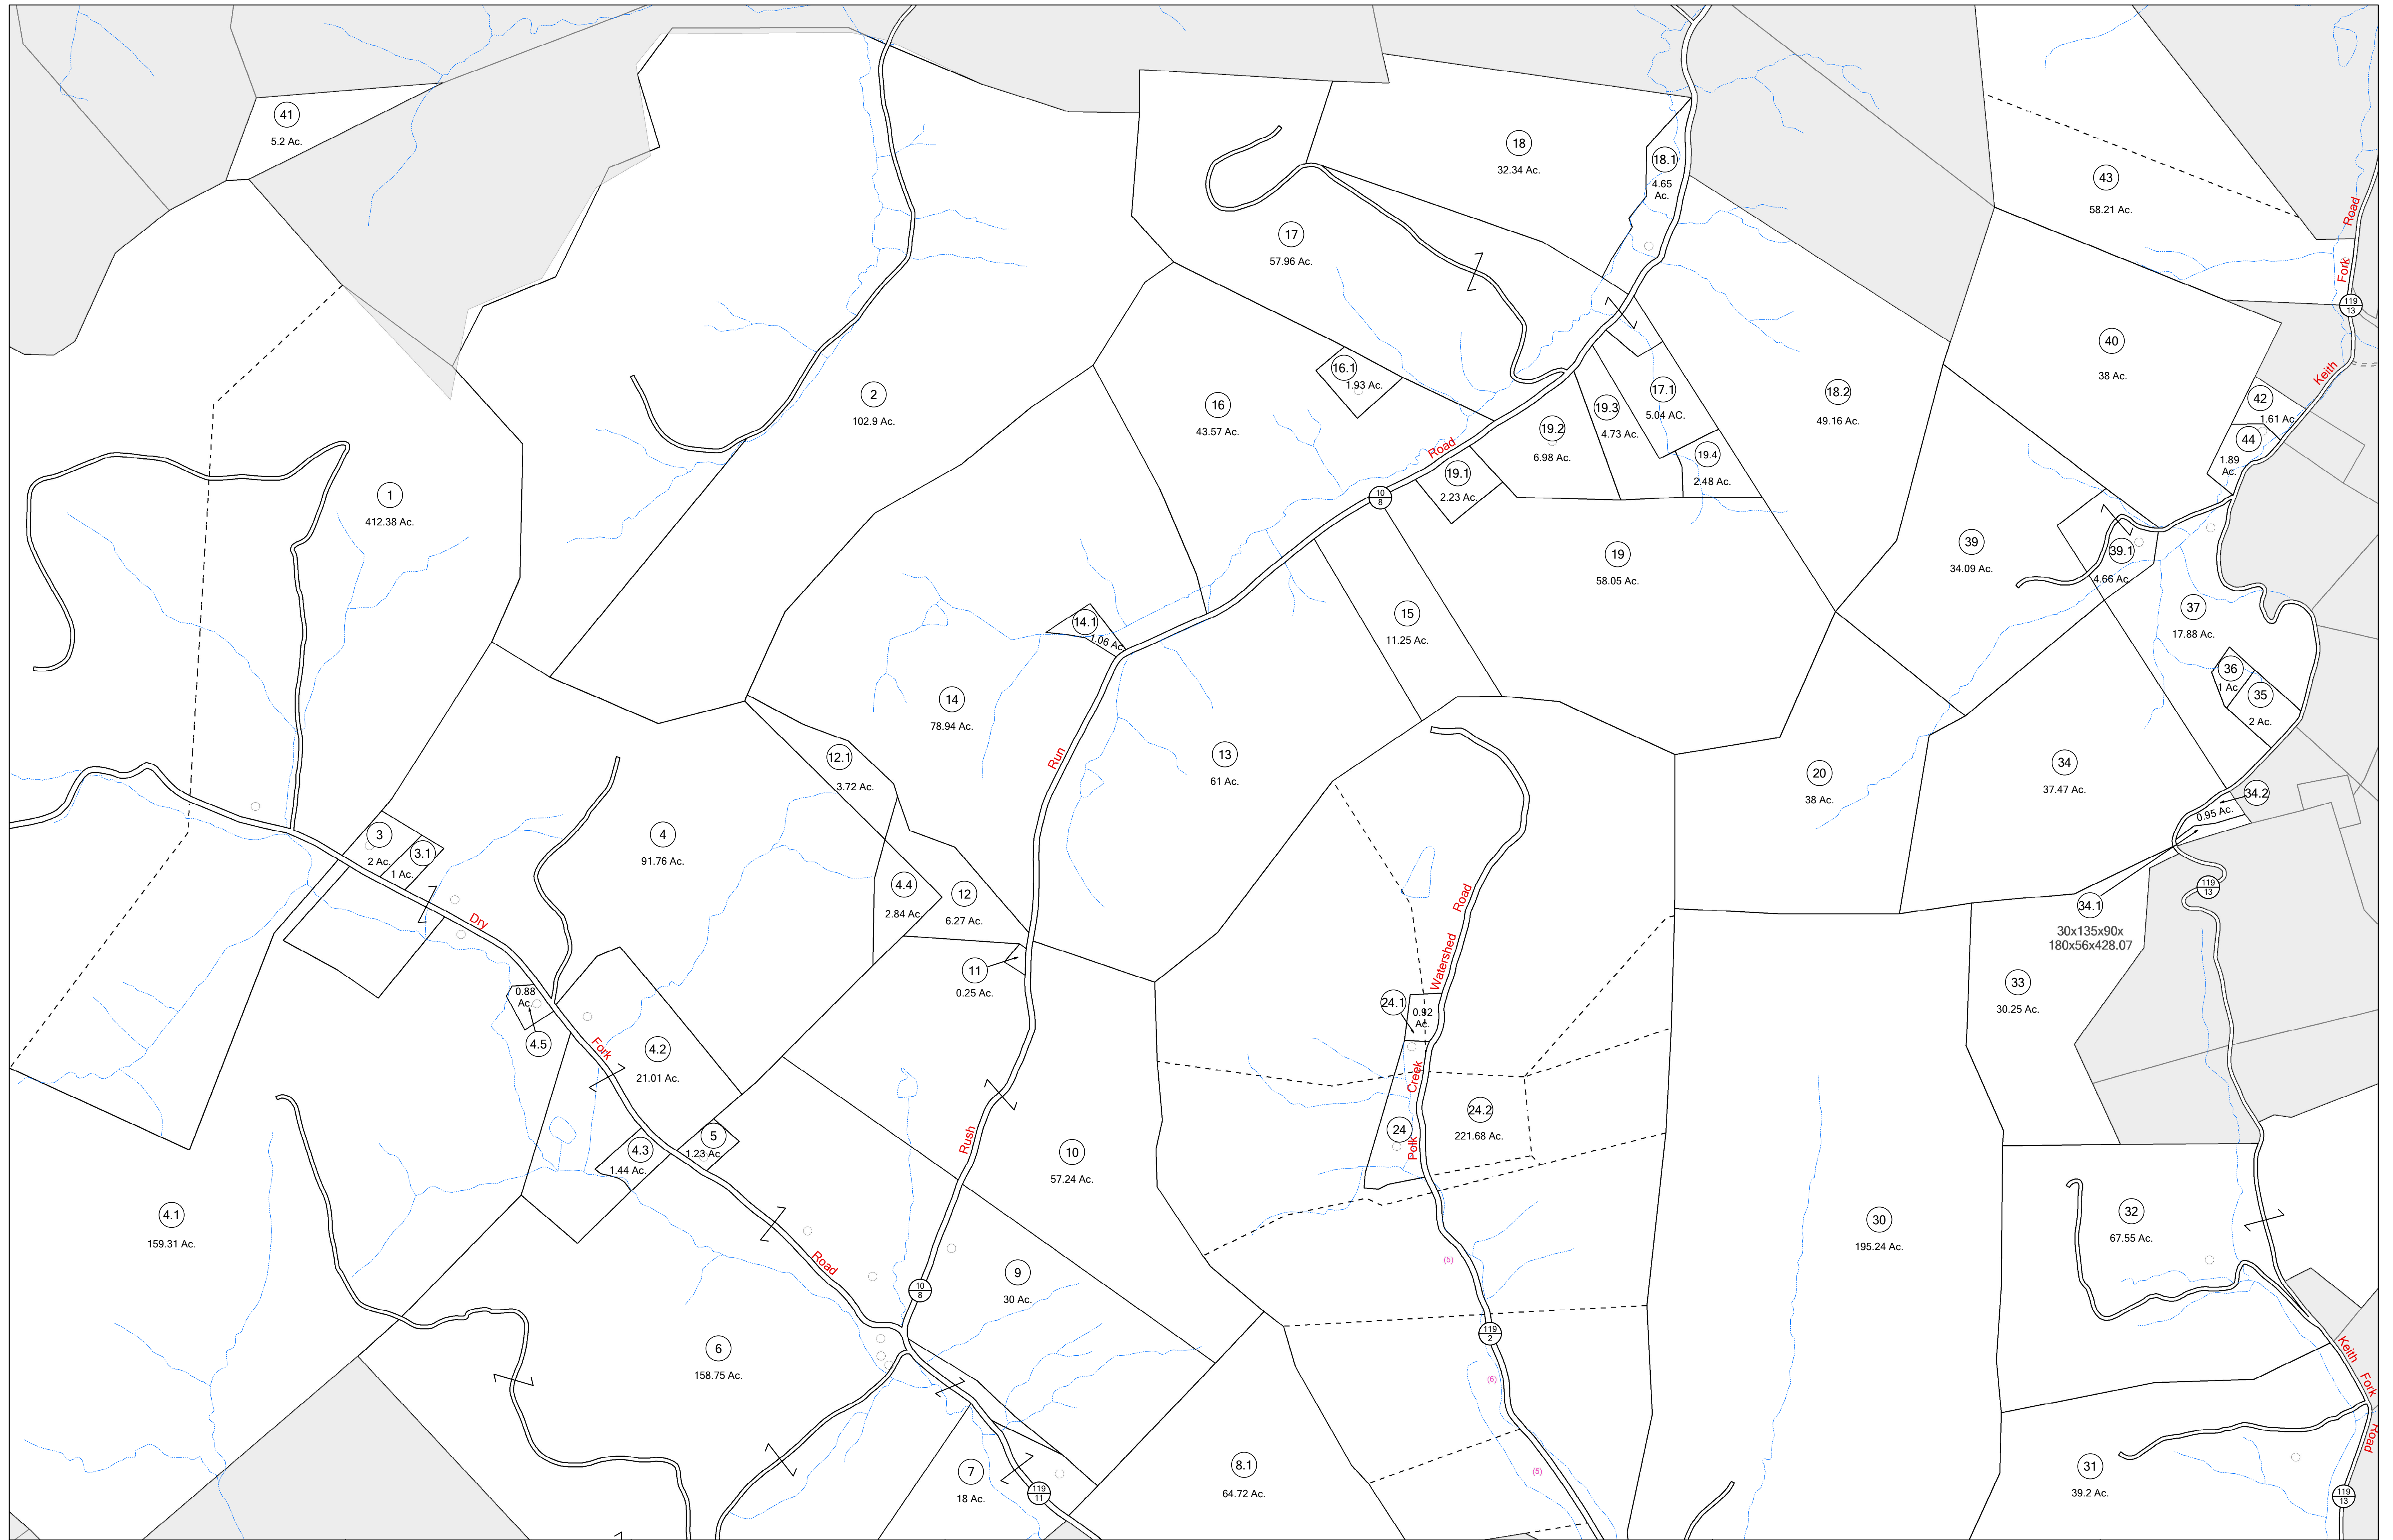 41
5.2 Ac.
18
32.34 Ac.
18.1
4.65
Ac.
43
58.21 Ac.
Road
Fork
119
13
Keith
17
57.96 Ac.
40
38 Ac.
2
102.9 Ac.
16
43.57 Ac.
16.1
1.93 Ac.
17.1
5.04 AC.
18.2
49.16 Ac.
42
1.61 Ac.
44
1.89
Ac.
19.3
4.73 Ac.
19.2
6.98 Ac.
19.4
2.48 Ac.
Road
19.1
2.23 Ac.
10
8
1
412.38 Ac.
19
58.05 Ac.
39
34.09 Ac.
39.1
4.66 Ac.
15
11.25 Ac.
14.1
1.06 Ac.
37
17.88 Ac.
36
1 Ac.
35
2 Ac.
14
78.94 Ac.
Run
13
61 Ac.
12.1
3.72 Ac.
20
38 Ac.
34
37.47 Ac.
34.2
0.95 Ac.
3
2 Ac.
3.1
1 Ac.
4
91.76 Ac.
4.4
2.84 Ac.
12
6.27 Ac.
119
13
34.1
30x135x90x
180x56x428.07
Dry
Road
Watershed
11
0.25 Ac.
33
30.25 Ac.
0.88
Ac.
4.5
24.1
0.92
Ac.
Fork
4.2
21.01 Ac.
Creek
24.2
221.68 Ac.
24
Polk
5
1.23 Ac.
4.3
1.44 Ac.
Rush
10
57.24 Ac.
4.1
159.31 Ac.
30
195.24 Ac.
32
67.55 Ac.
Road
(5)
9
30 Ac.
10
8
119
2
6
158.75 Ac.
(6)
Keith
Fork
Road
7
18 Ac.
119
11
8.1
64.72 Ac.
(5)
31
39.2 Ac.
119
13